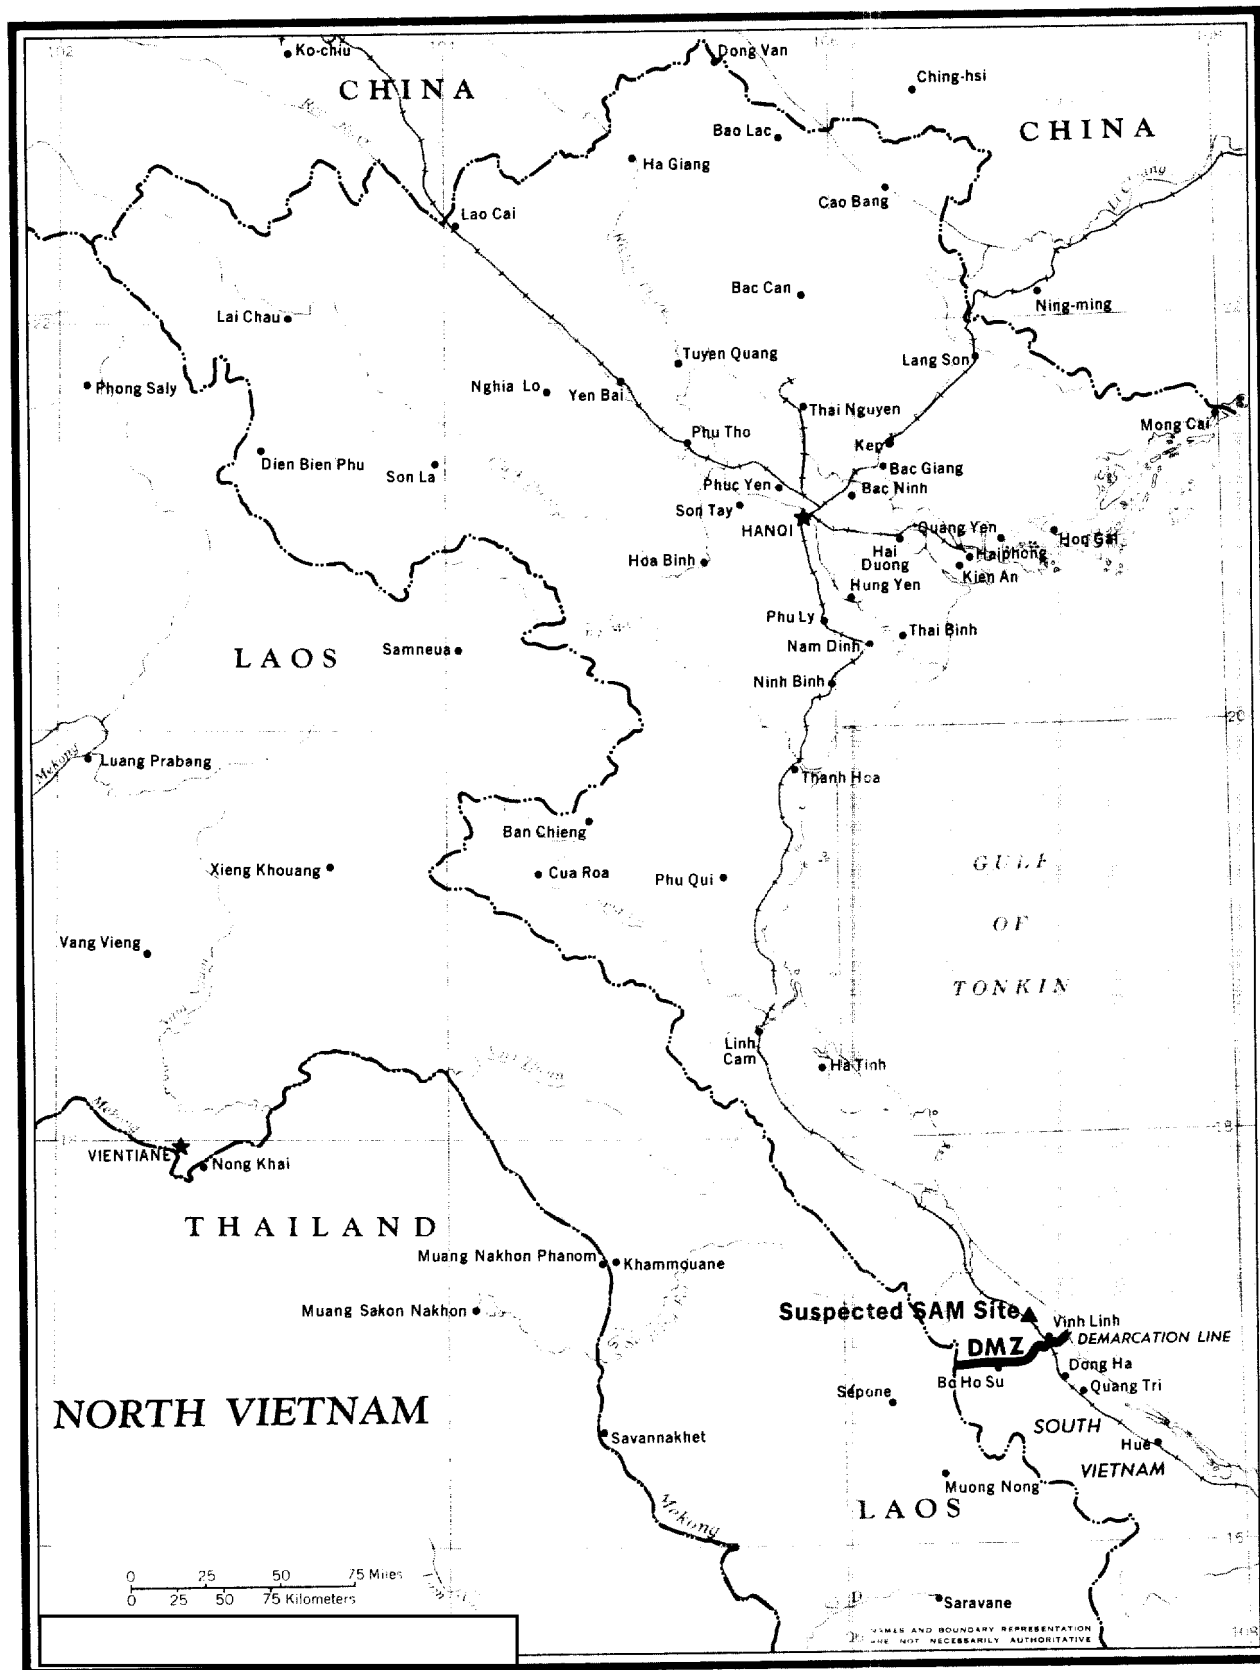 102
Ko-chiu
Dong Van
Ching-hsi
CHINA
Bao Lac
CHINA
Ha Giang
Cao Bang
Lao Cai
Bac Can
Ning-ming
Lai Chau
22
Tuyen Quang
Lang Son
Phong Saly
Nghia Lo
Yen Bai
Thai Nguyen
Mong Cai
Phu Tho
Kep
Dien Bien Phu
Son La
Bac Giang
Phuc Yen
Bac Ninh
Son Tay
HANOI
Quang Yen
Hon Gai
Hai
Duong
Haiphong
Hoa Binh
Kien An
Hung Yen
Phu Ly
Thai Binh
LAOS
Samneua
Nam Dinh
Ninh Binh
20
Mekong
Luang Prabang
Thanh Hoa
Ban Chieng
GULF
Xieng Khouang
Cua Roa
Phu Qui
OF
Vang Vieng
TONKIN
Linh
Cam
Ha Tinh
Mekong
18
VIENTIANE
Nong Khai
THAILAND
Muang Nakhon Phanom
Khammouane
Muang Sakon Nakhon
Suspected SAM Site
Vinh Linh
DEMARCATION LINE
DMZ
Dong Ha
Bo Ho Su
Quang Tri
Sepone
NORTH VIETNAM
SOUTH
Savannakhet
Hue
VIETNAM
Muong Nong
Mekong
LAOS
16
0 25 50 75 Miles
0 25 50 75 Kilometers
Saravane
NAMES AND BOUNDARY REPRESENTATION
ARE NOT NECESSARILY AUTHORITATIVE
108